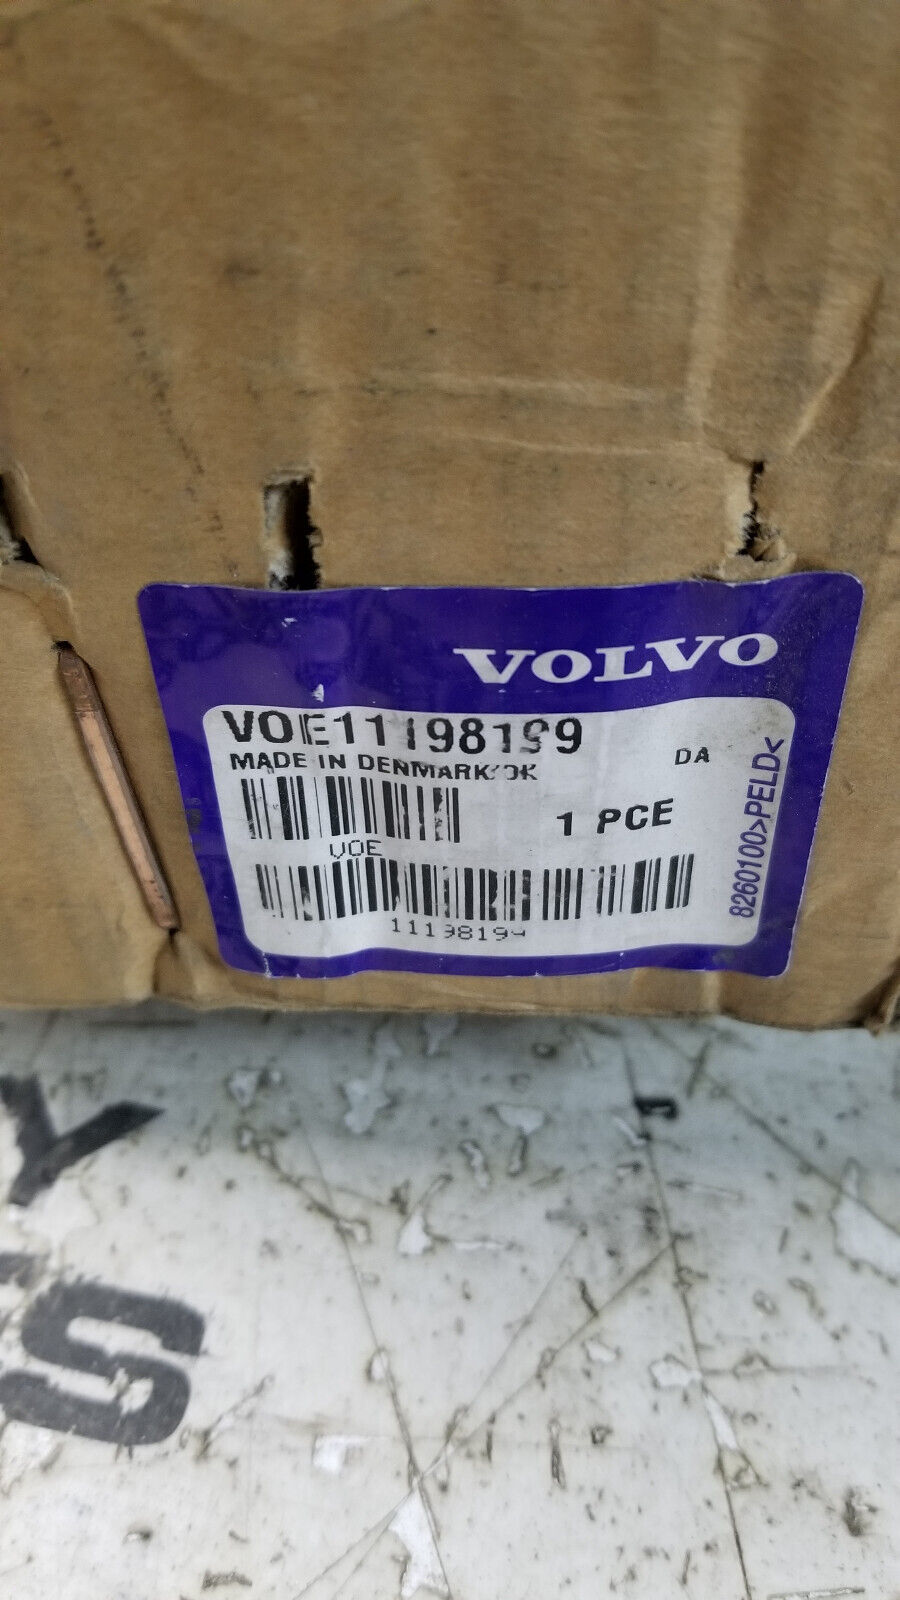 VOLVO
VOE11198199
MADE IN DENMARK/DK
DA
1 PCE
VOE
11198199
8260100>PELD<
Y
S